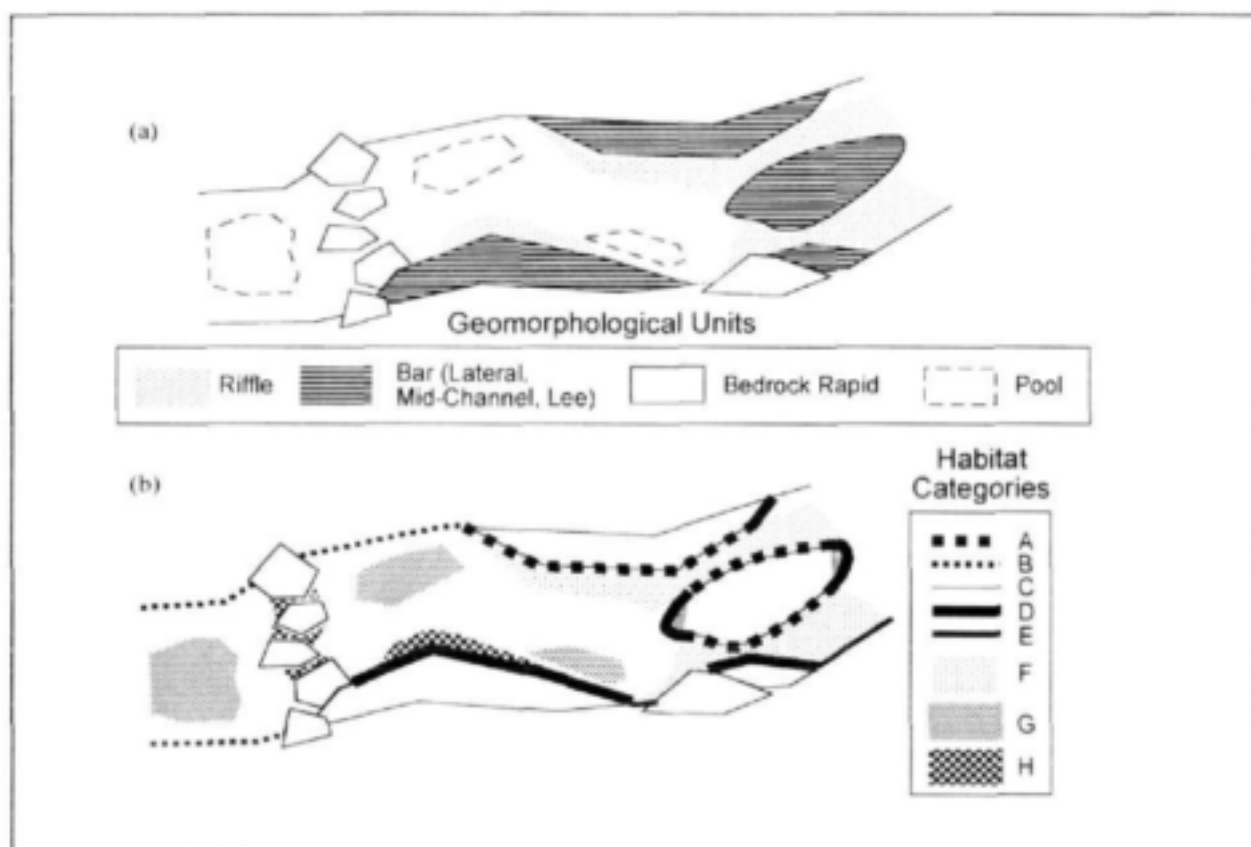 (a)
Geomorphological Units
Riffle
Bar (Lateral,
Mid-Channel, Lee)
Bedrock Rapid
Pool
(b)
Habitat
Categories
A
B
C
D
E
F
G
H